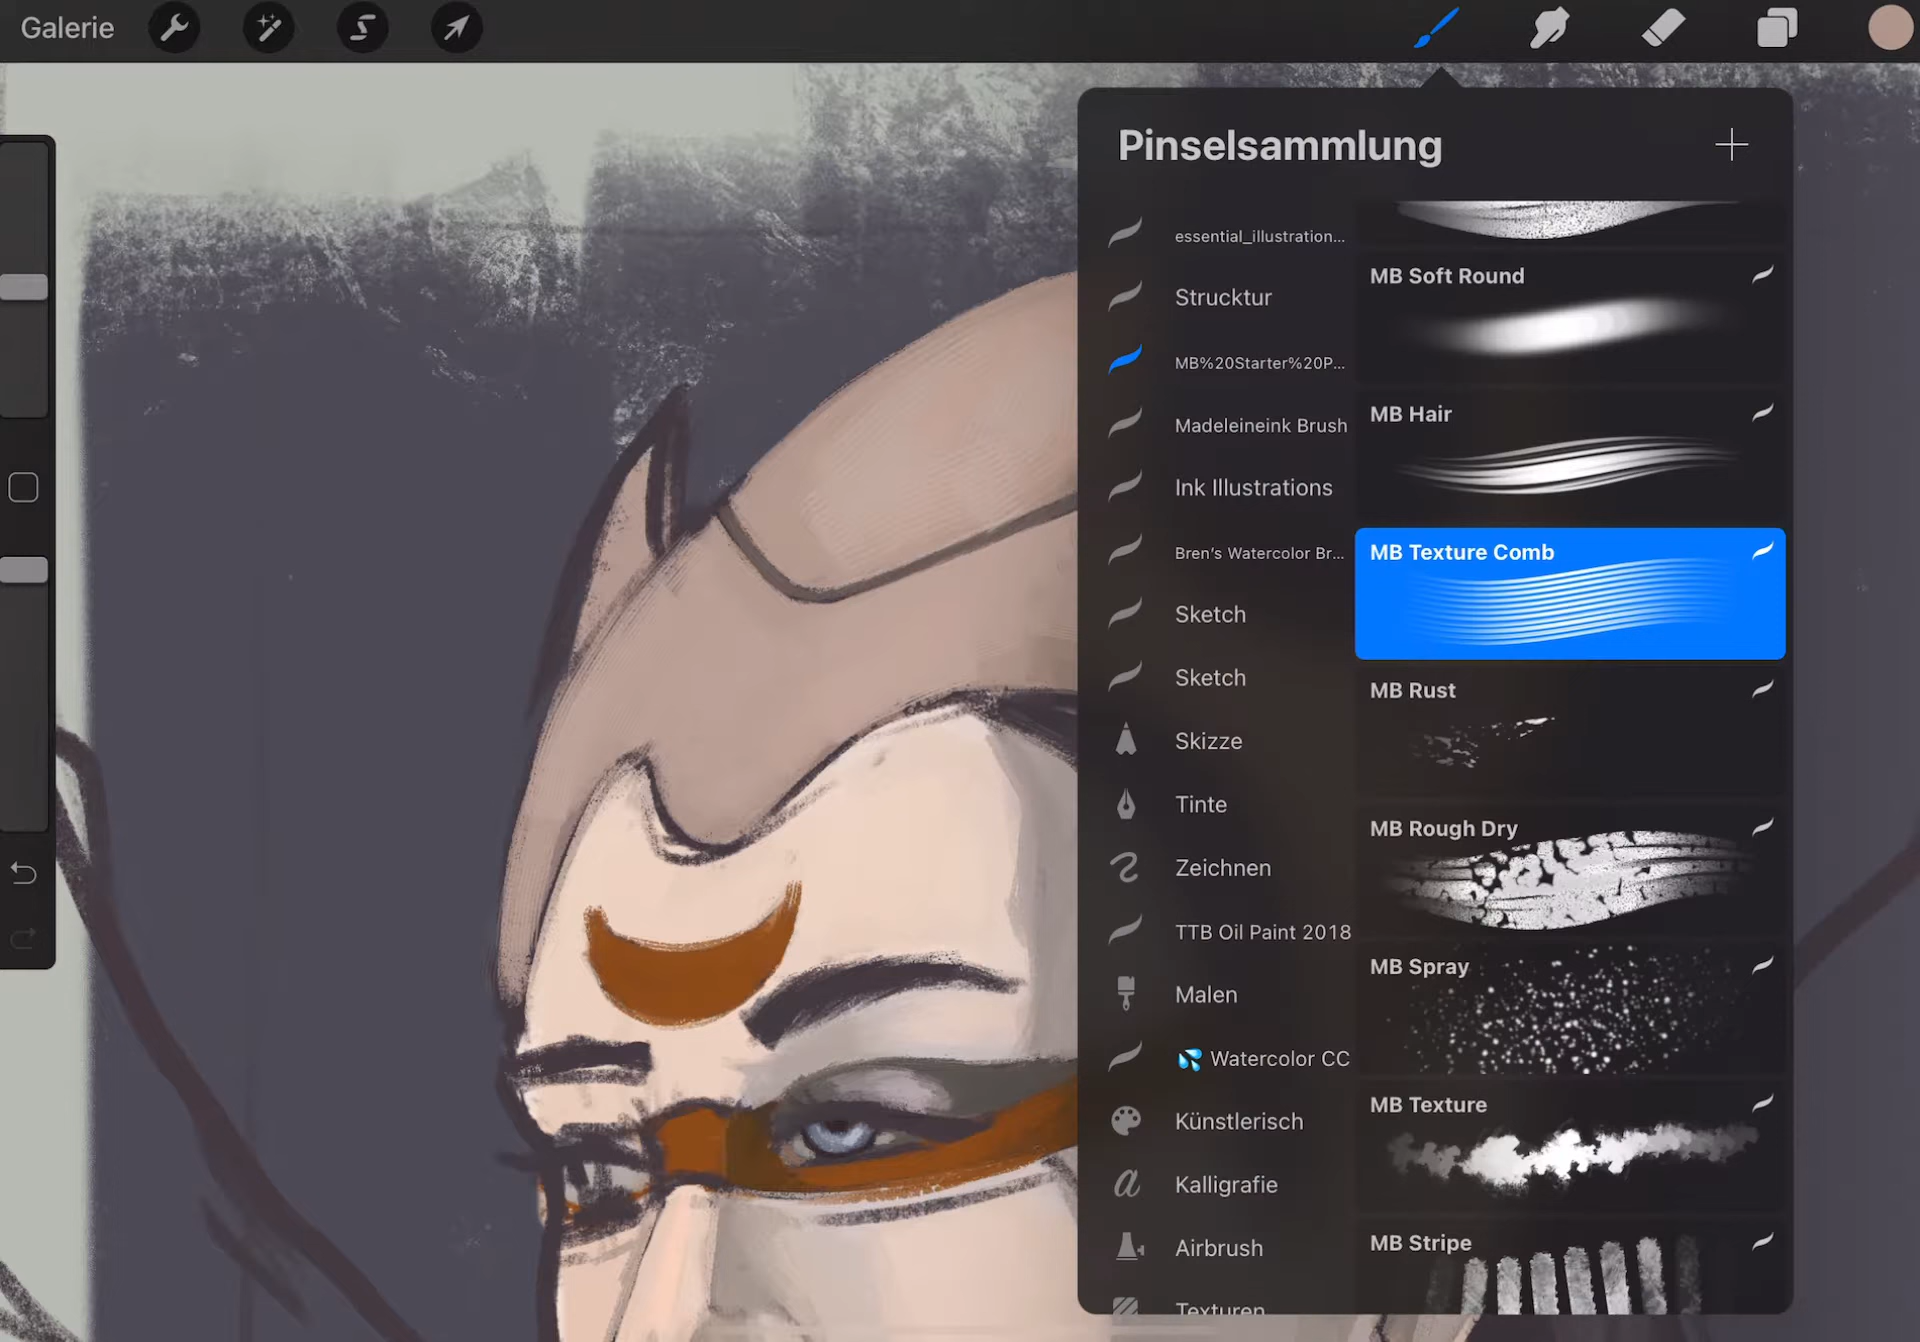 Galerie
Pinselsammlung
essential_illustration...
Strucktur
MB%20Starter%20P...
Madeleineink Brush
Ink Illustrations
Bren's Watercolor Br...
Sketch
Sketch
Skizze
Tinte
Zeichnen
TTB Oil Paint 2018
Malen
💦 Watercolor CC
Künstlerisch
Kalligrafie
Airbrush
Texturen
MB Soft Round
MB Hair
MB Texture Comb
MB Rust
MB Rough Dry
MB Spray
MB Texture
MB Stripe